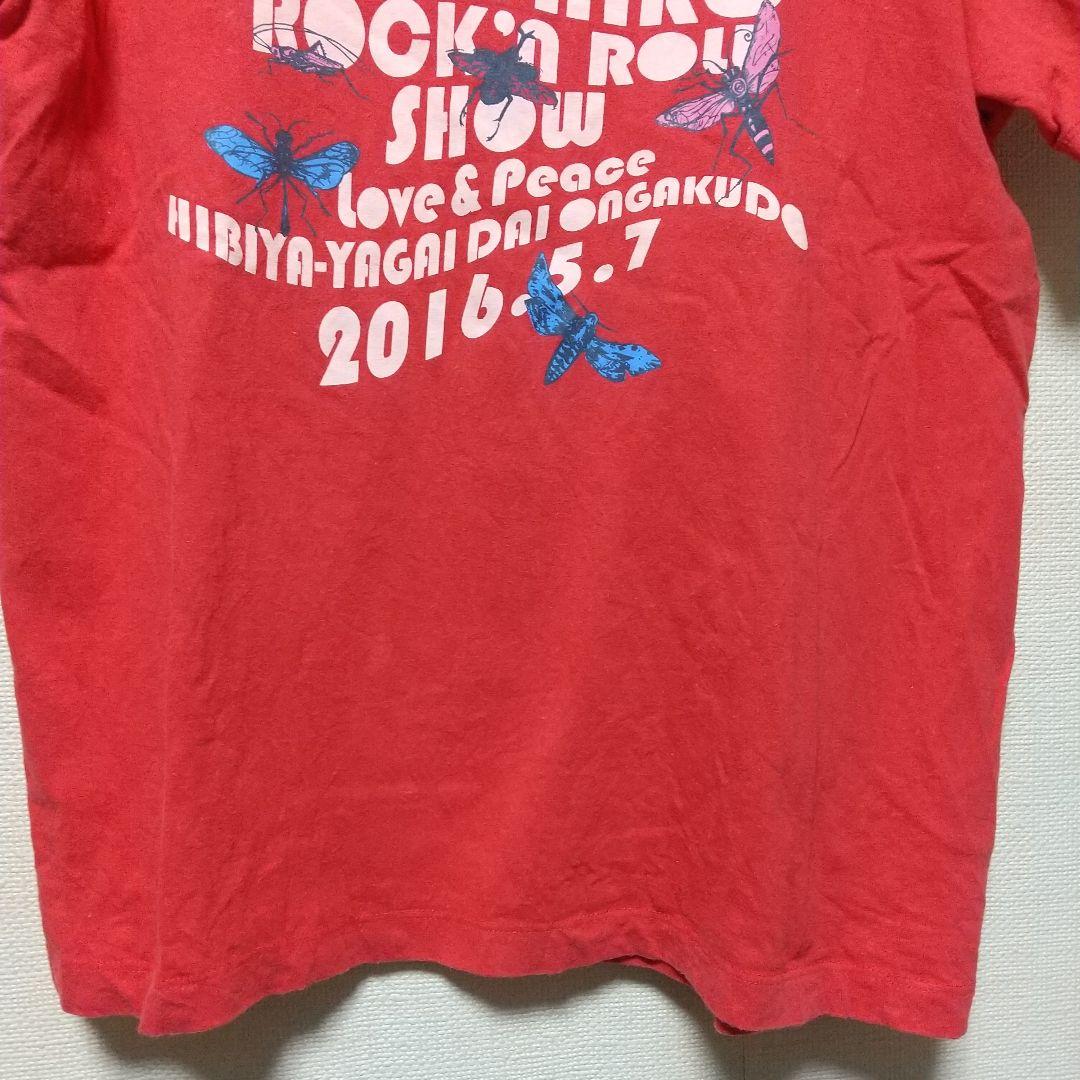 ROCK'N ROLL
SHOW
Love & Peace
HIBIYA-YAGAI DAI ONGAKUDO
2016.5.7